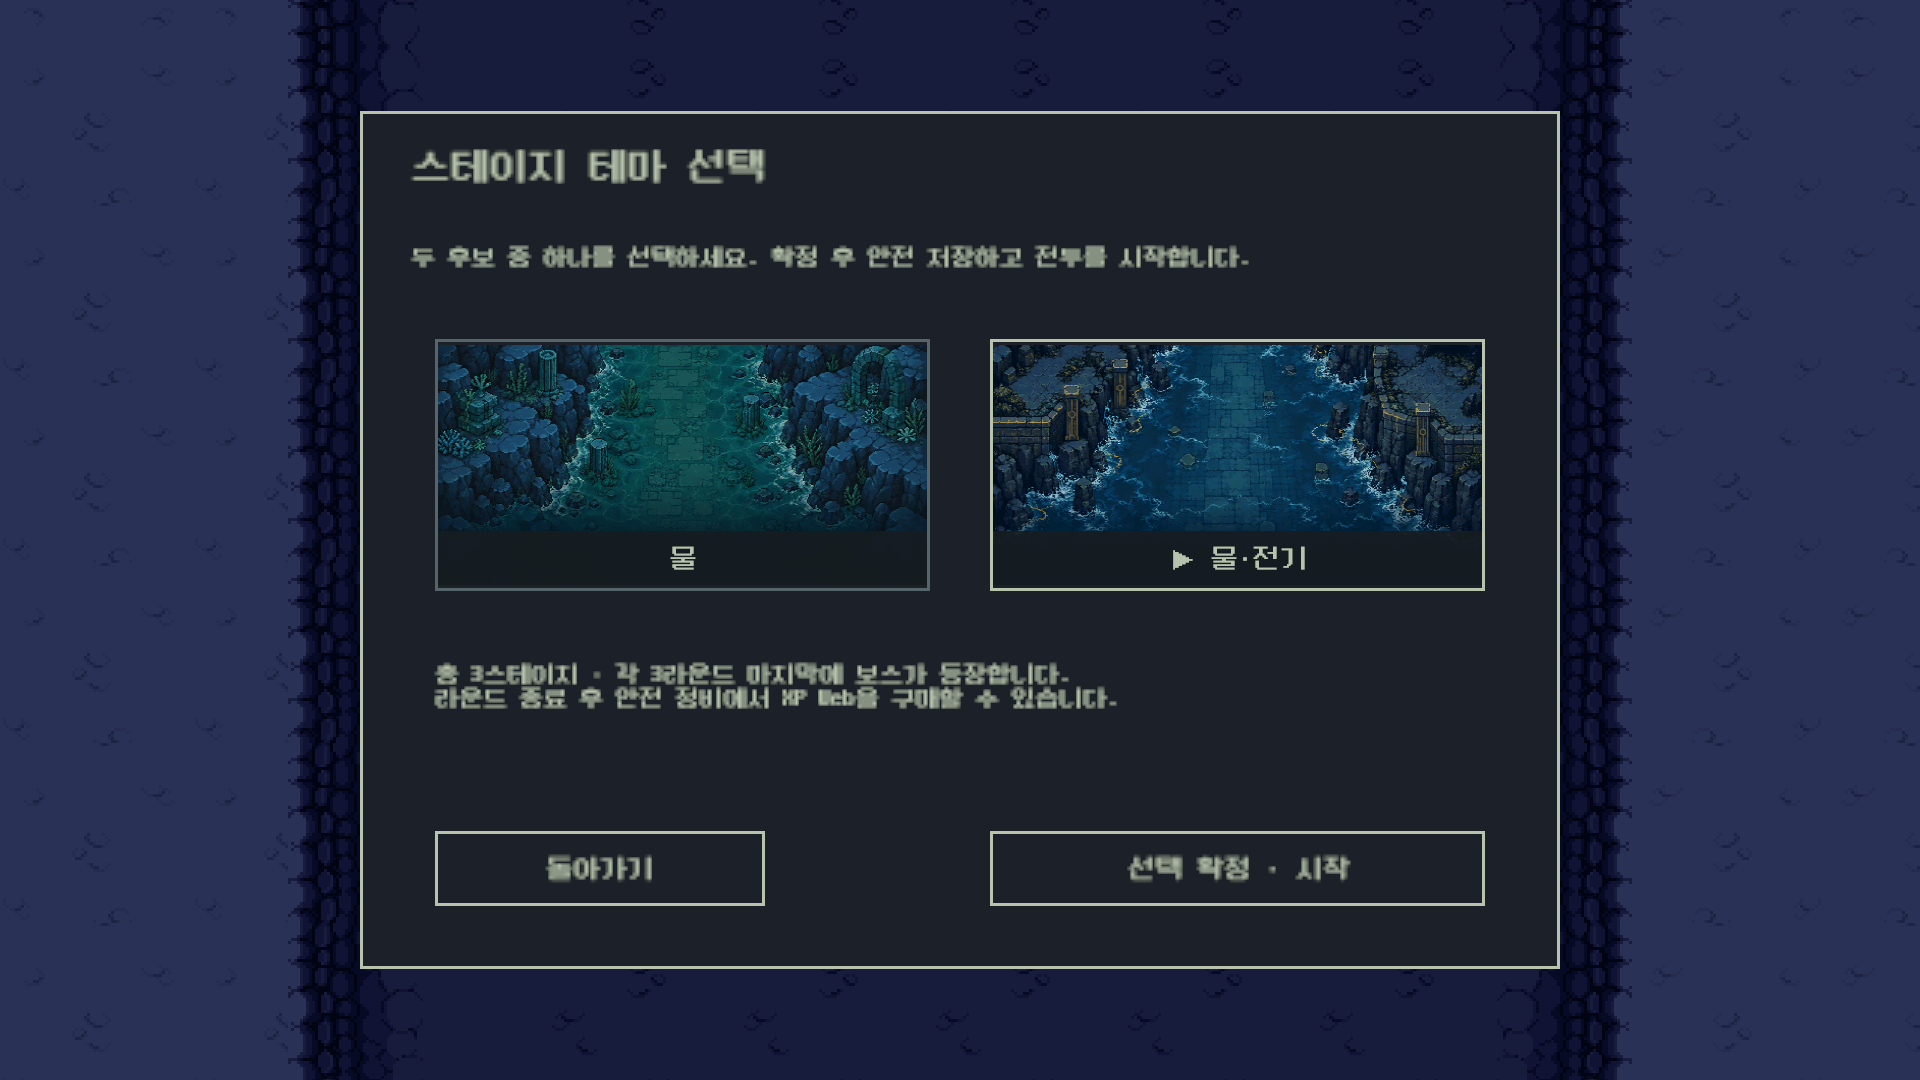 스테이지 테마 선택
두 후보 중 하나를 선택하세요. 확정 후 안전 저장하고 전투를 시작합니다.
물
▶ 물·전기
총 3스테이지 · 각 3라운드 마지막에 보스가 등장합니다.
라운드 종료 후 안전 정비에서 XP Web을 구매할 수 있습니다.
돌아가기
선택 확정 · 시작